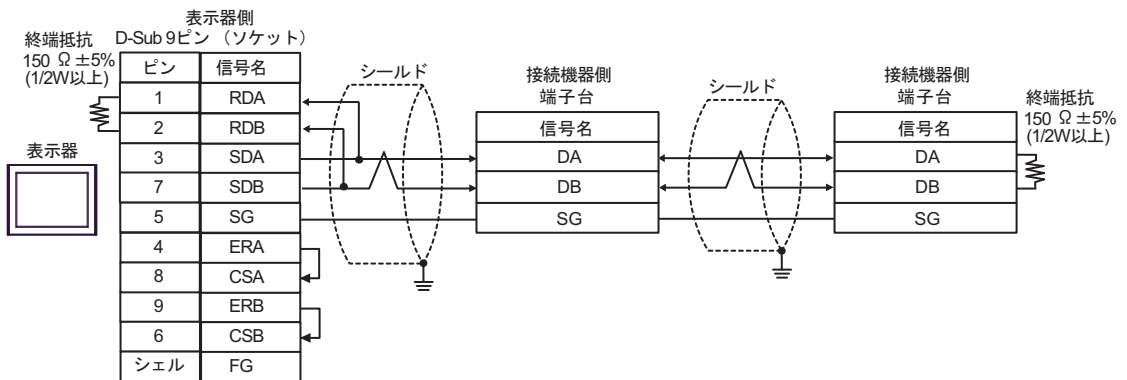 表示器側
D-Sub 9ピン (ソケット)
終端抵抗
150 Ω ±5%
(1/2W以上)
表示器
ピン 信号名
1 RDA
2 RDB
3 SDA
7 SDB
5 SG
4 ERA
8 CSA
9 ERB
6 CSB
シェル FG
シールド
接続機器側
端子台
信号名
DA
DB
SG
シールド
接続機器側
端子台
信号名
DA
DB
SG
終端抵抗
150 Ω ±5%
(1/2W以上)